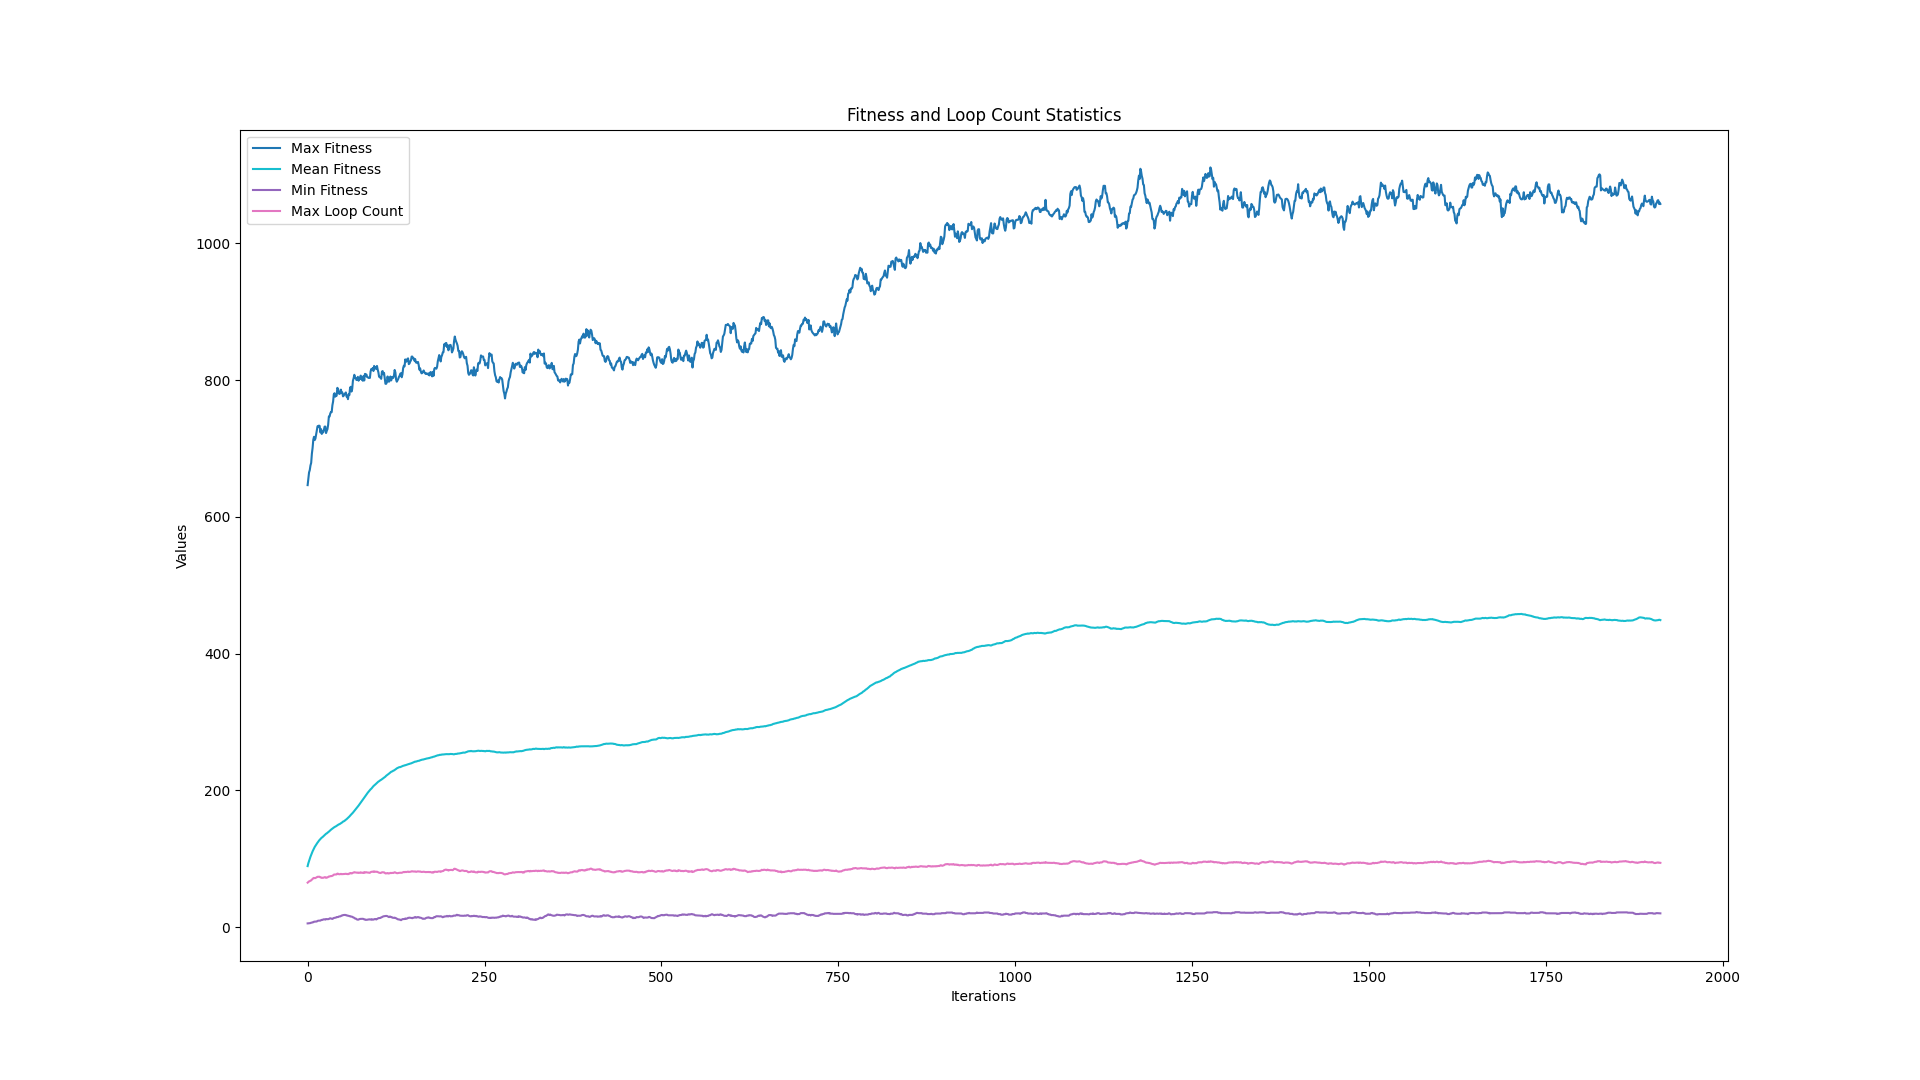 Fitness and Loop Count Statistics
Max Fitness
Mean Fitness
Min Fitness
Max Loop Count
1000
800
600
400
200
0
Values
0 250 500 750 1000 1250 1500 1750 2000
Iterations